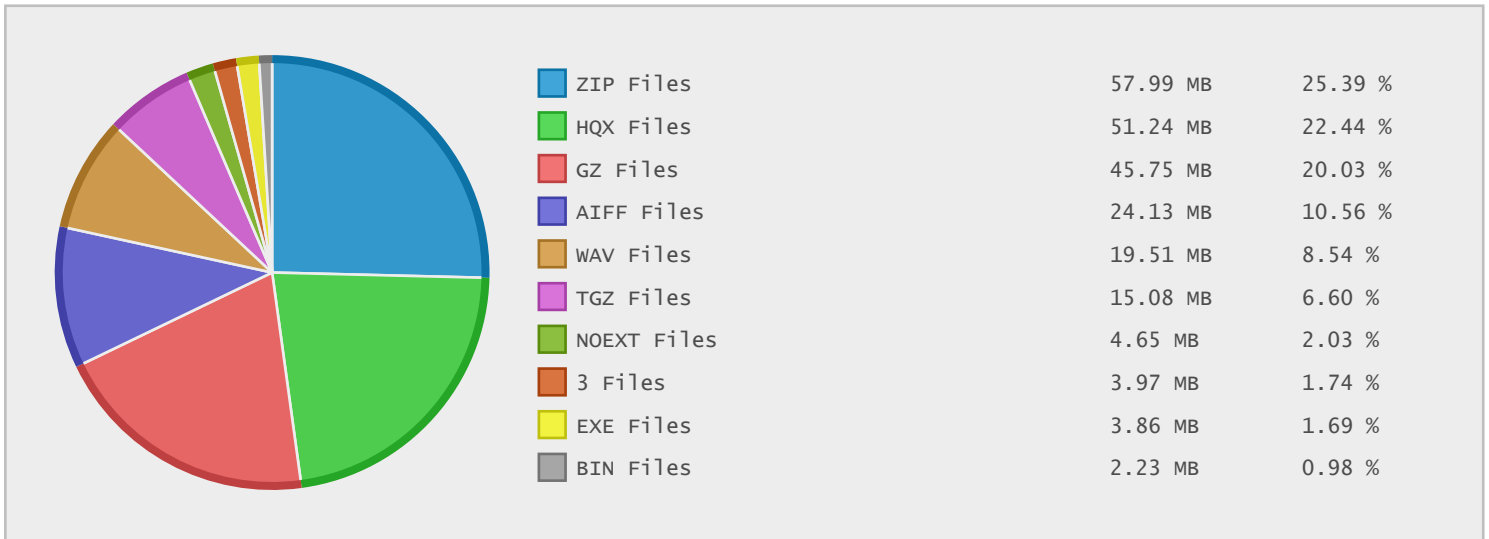 ZIP Files 57.99 MB 25.39 %
HQX Files 51.24 MB 22.44 %
GZ Files 45.75 MB 20.03 %
AIFF Files 24.13 MB 10.56 %
WAV Files 19.51 MB 8.54 %
TGZ Files 15.08 MB 6.60 %
NOEXT Files 4.65 MB 2.03 %
3 Files 3.97 MB 1.74 %
EXE Files 3.86 MB 1.69 %
BIN Files 2.23 MB 0.98 %